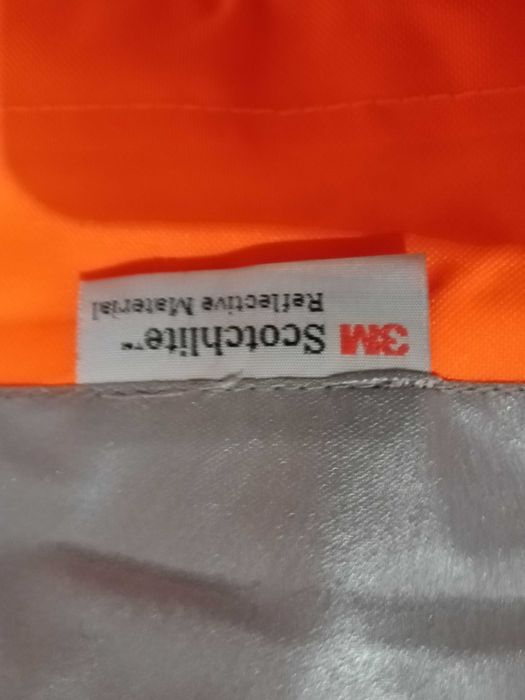 3M Scotchlite™
Reflective Material